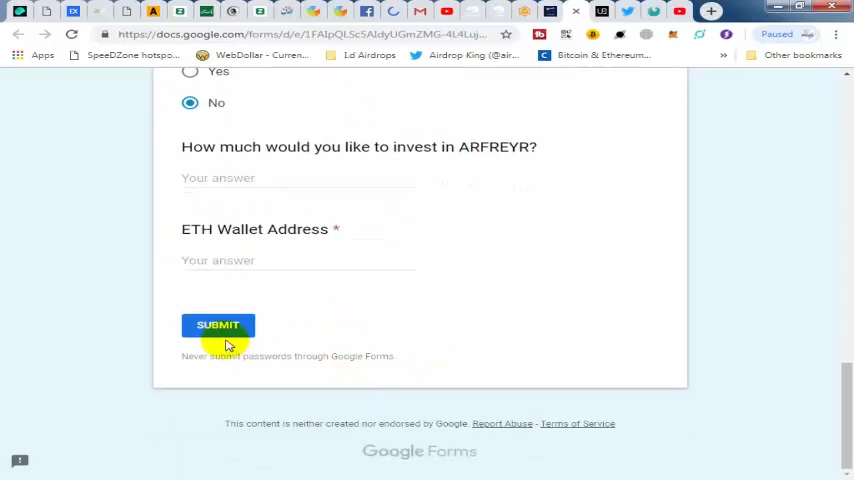 https://docs.google.com/forms/d/e/1FAIpQLSc5AIdyUGmZMG-4L4Luj...
Paused
Apps
SpeedZone hotspo...
WebDollar - Curren...
I.d Airdrops
Airdrop King (@air...
Bitcoin & Ethereum...
»
Other bookmarks
Yes
No
How much would you like to invest in ARFREYR?
Your answer
ETH Wallet Address *
Your answer
SUBMIT
Never submit passwords through Google Forms.
This content is neither created nor endorsed by Google. Report Abuse - Terms of Service
Google Forms